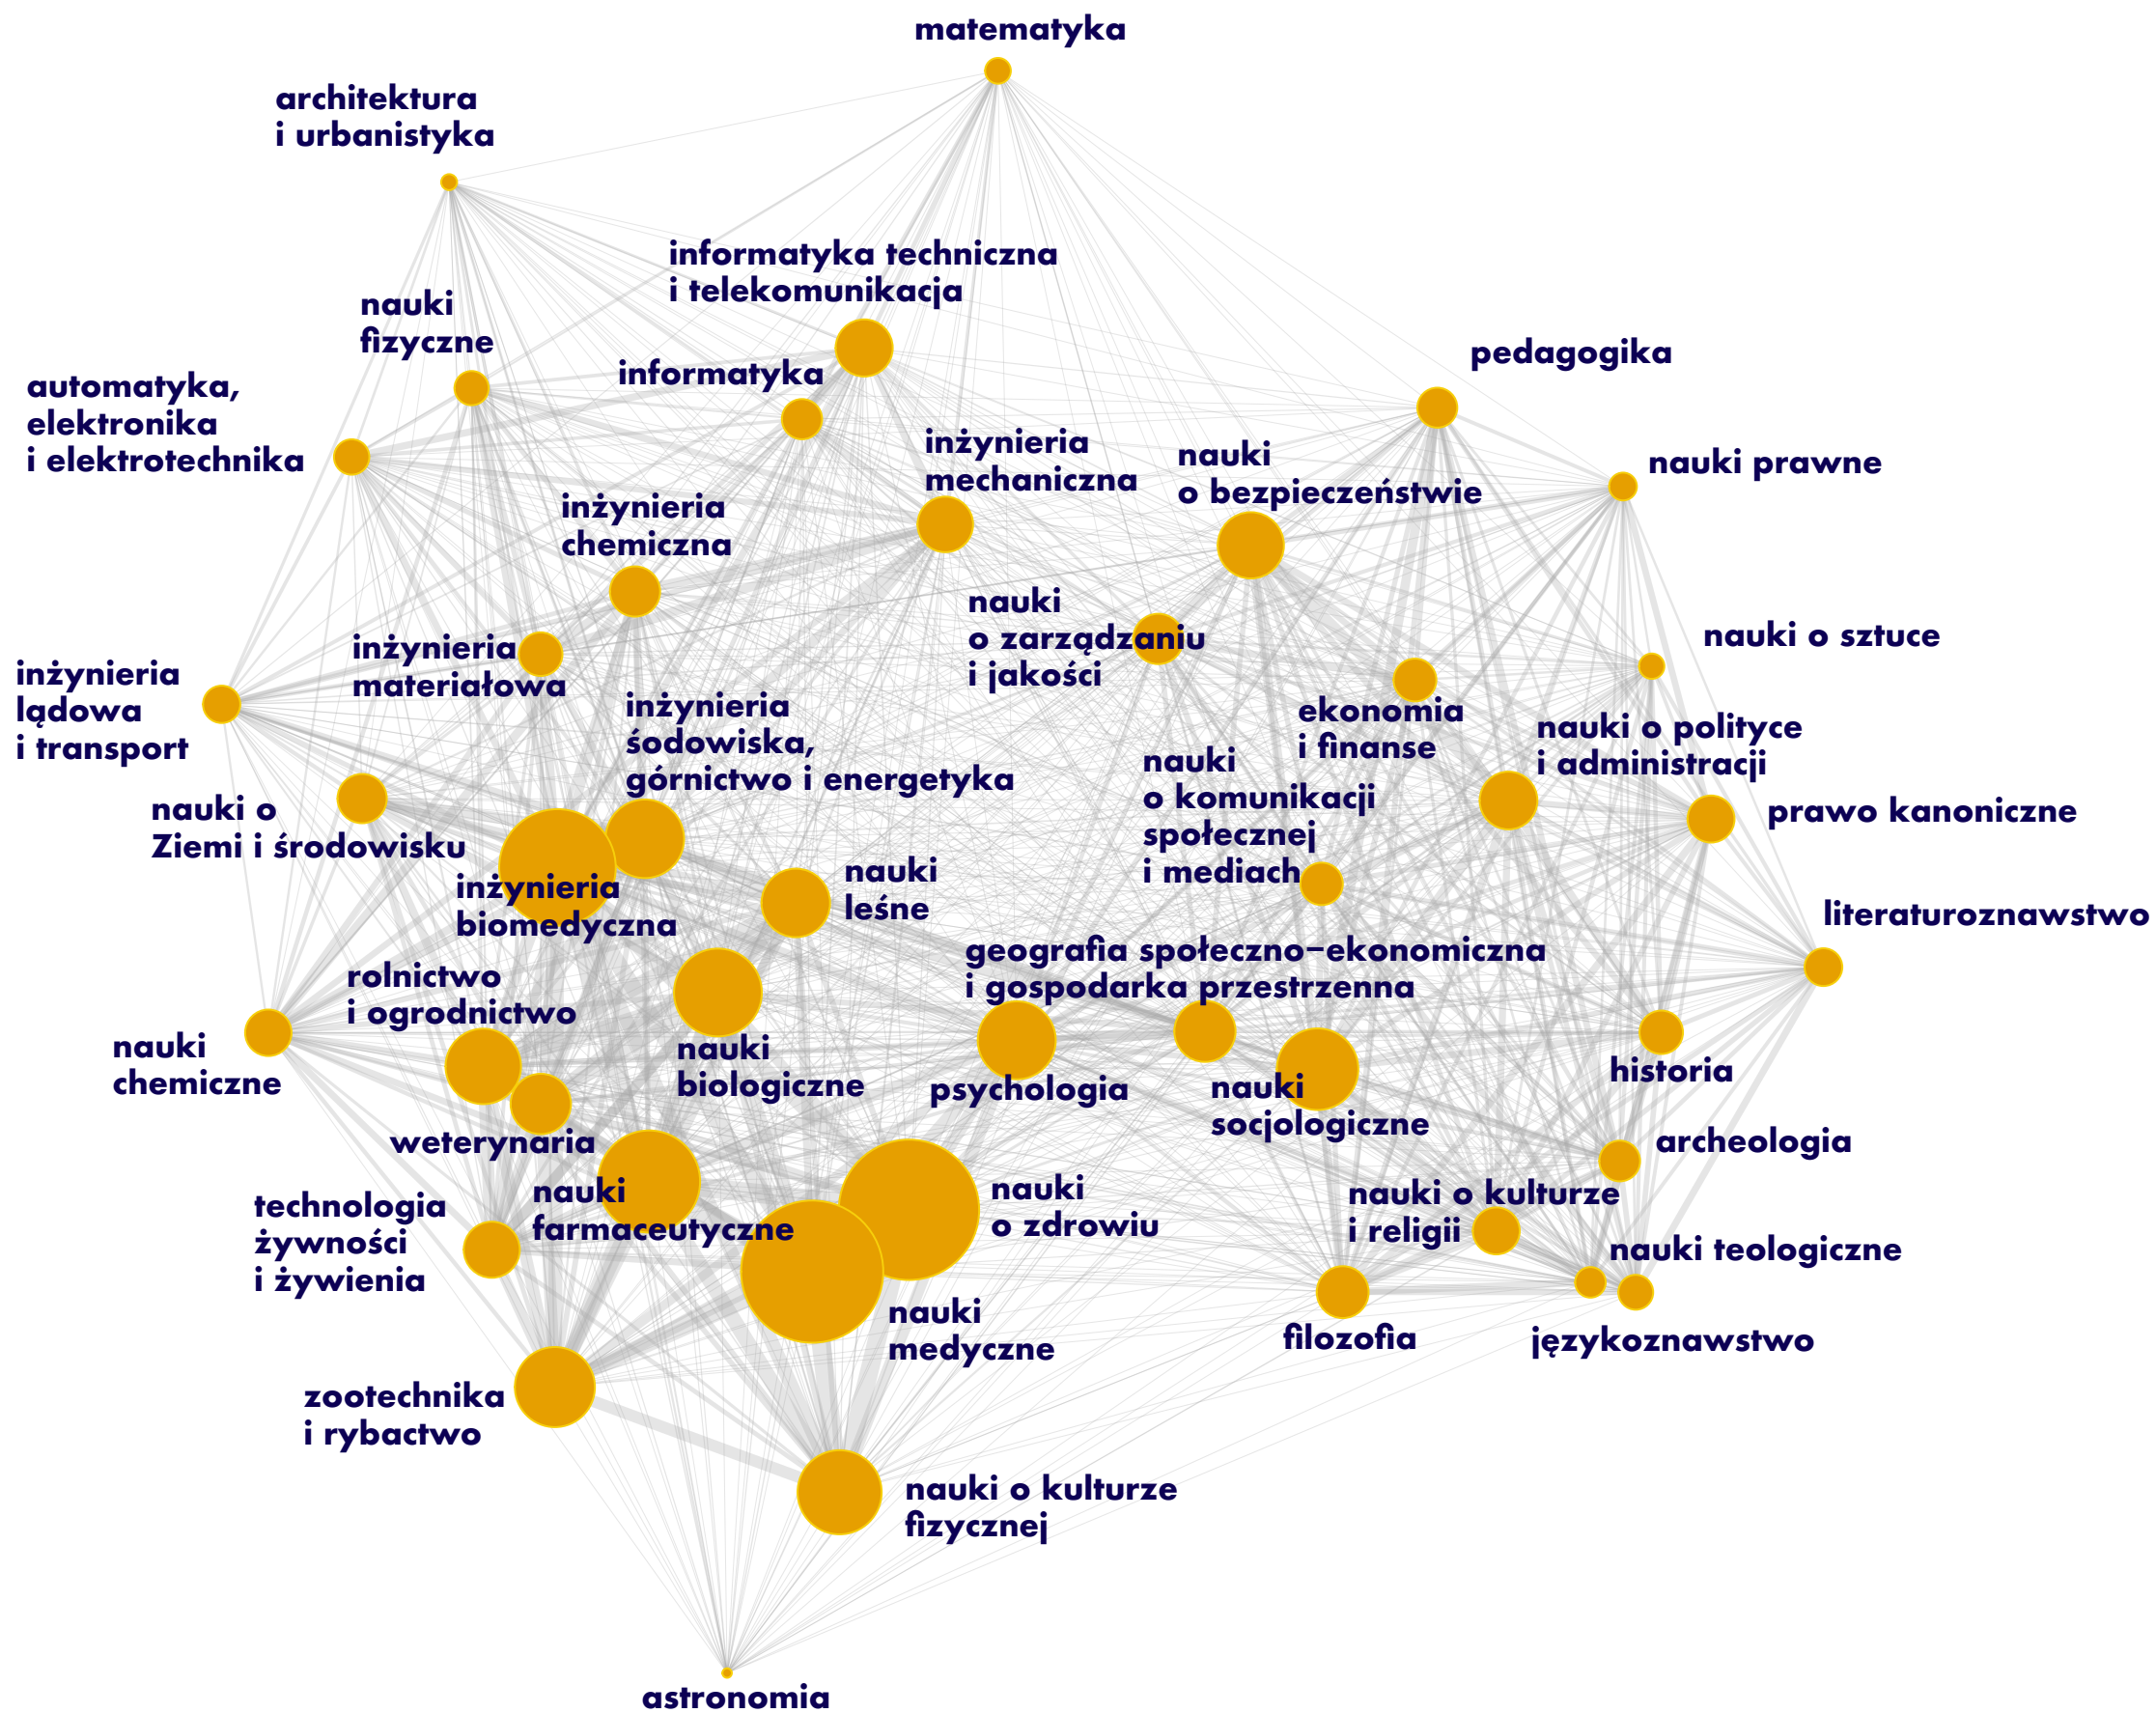 matematyka
architektura
i urbanistyka
informatyka techniczna
i telekomunikacja
nauki
fizyczne
informatyka
pedagogika
automatyka,
elektronika
i elektrotechnika
inżynieria
mechaniczna
nauki
o bezpieczeństwie
nauki prawne
inżynieria
chemiczna
nauki
o zarządzaniu
i jakości
nauki o sztuce
inżynieria
materiałowa
inżynieria
lądowa
i transport
inżynieria
śodowiska,
górnictwo i energetyka
ekonomia
i finanse
nauki o polityce
i administracji
nauki
o komunikacji
społecznej
i mediach
nauki o
Ziemi i środowisku
prawo kanoniczne
inżynieria
biomedyczna
nauki
leśne
literaturoznawstwo
geografia społeczno–ekonomiczna
i gospodarka przestrzenna
rolnictwo
i ogrodnictwo
nauki
chemiczne
nauki
biologiczne
psychologia
nauki
socjologiczne
historia
weterynaria
archeologia
technologia
żywności
i żywienia
nauki
farmaceutyczne
nauki
o zdrowiu
nauki o kulturze
i religii
nauki teologiczne
nauki
medyczne
filozofia
językoznawstwo
zootechnika
i rybactwo
nauki o kulturze
fizycznej
astronomia